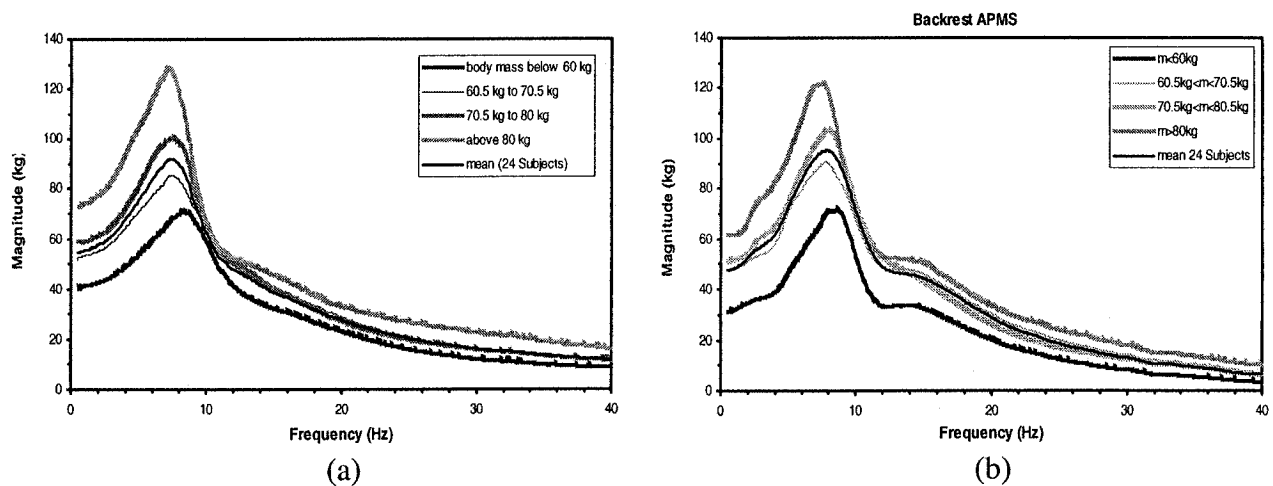 140
120
100
80
60
40
20
0
Magnitude (kg)
0 10 20 30 40
Frequency (Hz)
body mass below 60 kg
60.5 kg to 70.5 kg
70.5 kg to 80 kg
above 80 kg
mean (24 Subjects)
(a)
Backrest APMS
140
120
100
80
60
40
20
0
Magnitude (kg)
0 10 20 30 40
Frequency (Hz)
m<60kg
60.5kg<m<70.5kg
70.5kg<m<80.5kg
m>80kg
mean 24 Subjects
(b)